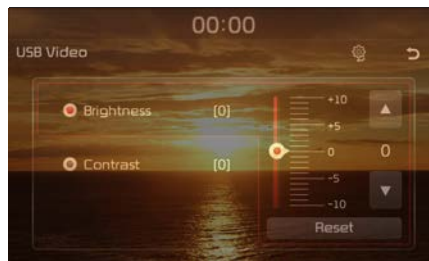 00:00
USB Video
Brightness [0]
Contrast [0]
+10
+5
0
-5
-10
0
Reset